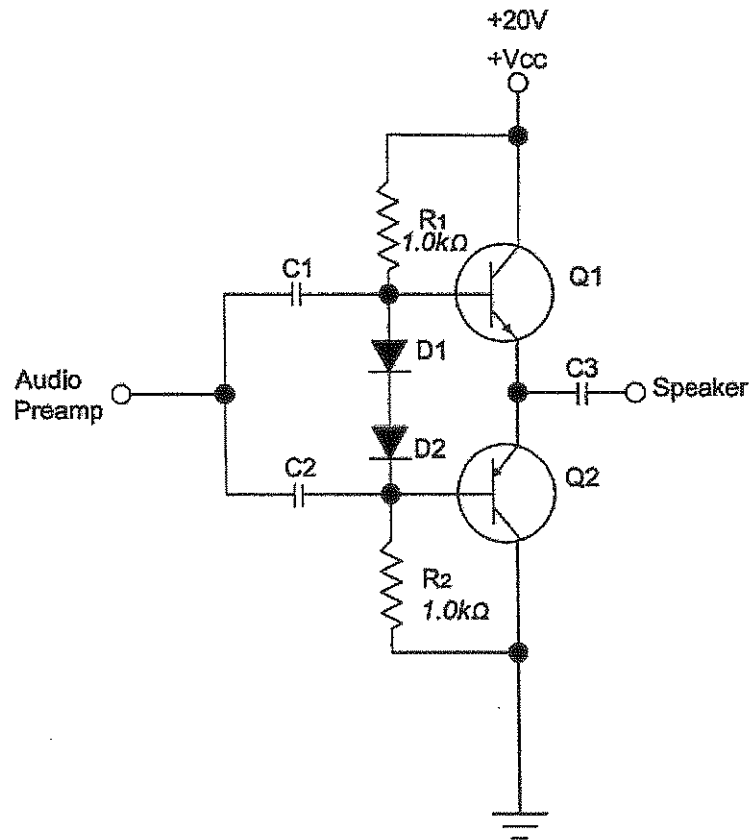 +20V
+Vcc
R1
1.0kΩ
C1
Q1
D1
C3
Audio
Preamp
Speaker
D2
C2
Q2
R2
1.0kΩ